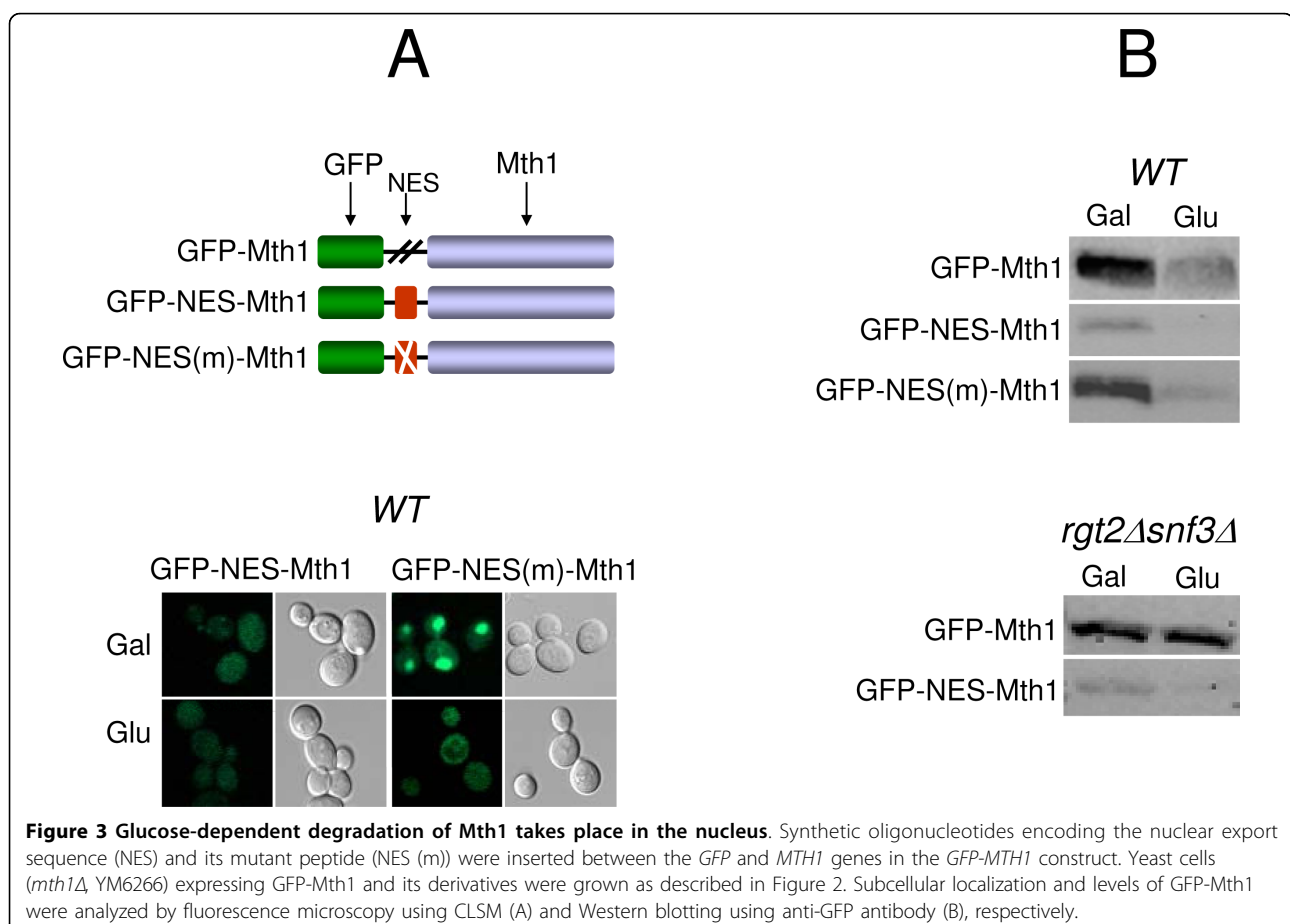 A
B
GFP
NES
Mth1
GFP-Mth1
GFP-NES-Mth1
GFP-NES(m)-Mth1
WT
GFP-NES-Mth1 GFP-NES(m)-Mth1
Gal
Glu
WT
Gal Glu
GFP-Mth1
GFP-NES-Mth1
GFP-NES(m)-Mth1
rgt2Δsnf3Δ
Gal Glu
GFP-Mth1
GFP-NES-Mth1
Figure 3 Glucose-dependent degradation of Mth1 takes place in the nucleus. Synthetic oligonucleotides encoding the nuclear export
sequence (NES) and its mutant peptide (NES (m)) were inserted between the GFP and MTH1 genes in the GFP-MTH1 construct. Yeast cells
(mth1Δ, YM6266) expressing GFP-Mth1 and its derivatives were grown as described in Figure 2. Subcellular localization and levels of GFP-Mth1
were analyzed by fluorescence microscopy using CLSM (A) and Western blotting using anti-GFP antibody (B), respectively.